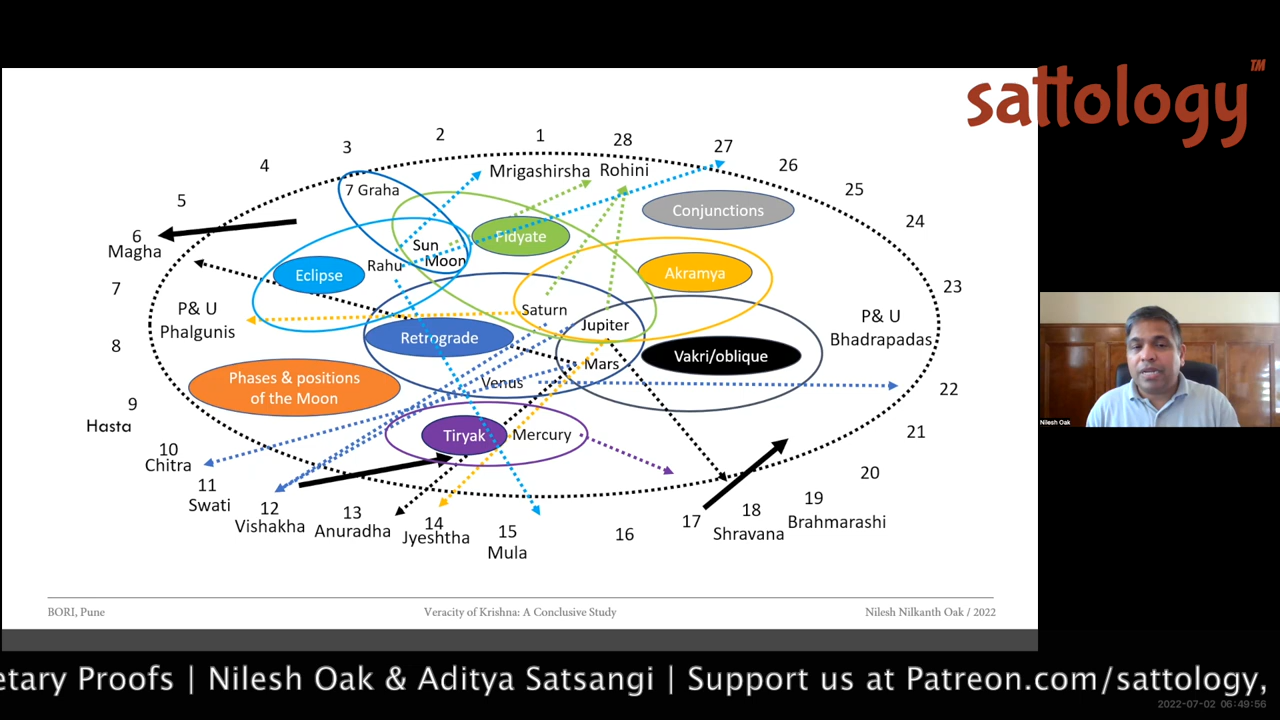 sattology™
2
1
28
27
3
26
4
Mrigashirsha
Rohini
25
7 Graha
5
Conjunctions
24
6
Magha
Fidyate
Sun
Moon
Rahu
Eclipse
Akramya
7
23
P& U
Phalgunis
Saturn
P& U
Bhadrapadas
Jupiter
Retrograde
8
Vakri/oblique
Mars
Phases & positions
of the Moon
Venus
22
9
Hasta
Tiryak
Mercury
21
10
Chitra
20
11
Swati
12
Vishakha
13
Anuradha
14
Jyeshtha
15
Mula
16
17
18
Shravana
19
Brahmarashi
BORI, Pune
Veracity of Krishna: A Conclusive Study
Nilesh Nilkanth Oak / 2022
Nilesh Oak
etary Proofs | Nilesh Oak & Aditya Satsangi | Support us at Patreon.com/sattology,
2022-07-02 06:49:56